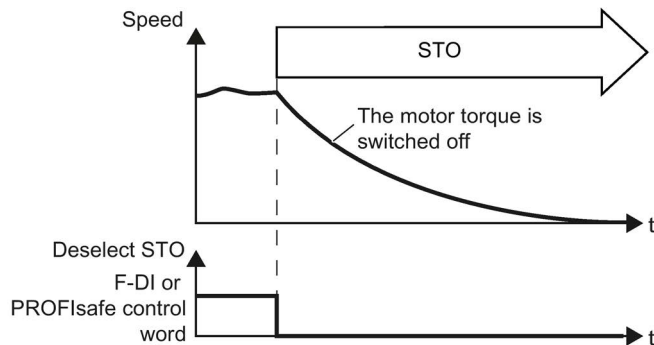 Speed
STO
The motor torque is
switched off
t
Deselect STO
F-DI or
PROFIsafe control
word
t